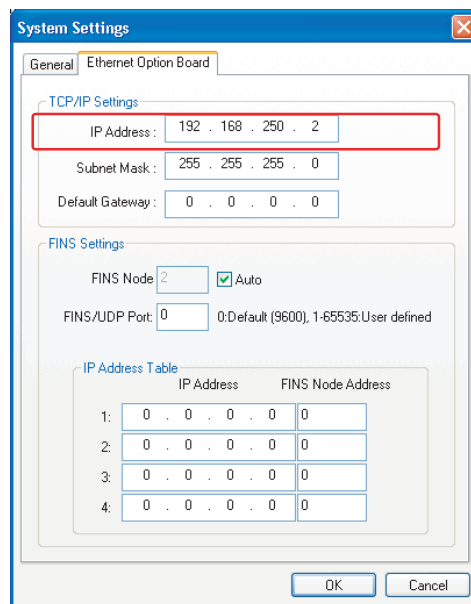 System Settings
General Ethernet Option Board
TCP/IP Settings
IP Address : 192 . 168 . 250 . 2
Subnet Mask : 255 . 255 . 255 . 0
Default Gateway : 0 . 0 . 0 . 0
FINS Settings
FINS Node 2 Auto
FINS/UDP Port: 0 0:Default (9600), 1-65535:User defined
IP Address Table
IP Address FINS Node Address
1: 0 . 0 . 0 . 0 0
2: 0 . 0 . 0 . 0 0
3: 0 . 0 . 0 . 0 0
4: 0 . 0 . 0 . 0 0
OK Cancel